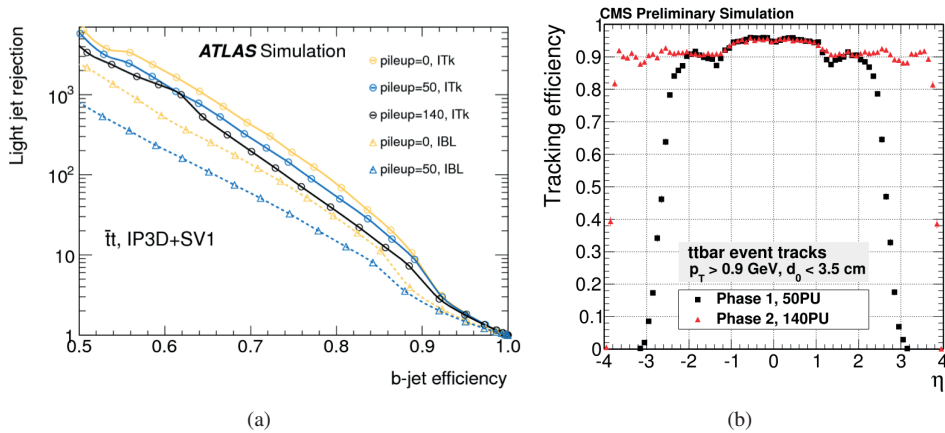 ATLAS Simulation
Light jet rejection
10³
10²
10
1
pileup=0, ITk
pileup=50, ITk
pileup=140, ITk
pileup=0, IBL
pileup=50, IBL
t̄t, IP3D+SV1
0.5 0.6 0.7 0.8 0.9 1.0
b-jet efficiency
(a)
CMS Preliminary Simulation
Tracking efficiency
1
0.9
0.8
0.7
0.6
0.5
0.4
0.3
0.2
0.1
0
ttbar event tracks
p_T > 0.9 GeV, d_0 < 3.5 cm
Phase 1, 50PU
Phase 2, 140PU
-4 -3 -2 -1 0 1 2 3 4
η
(b)